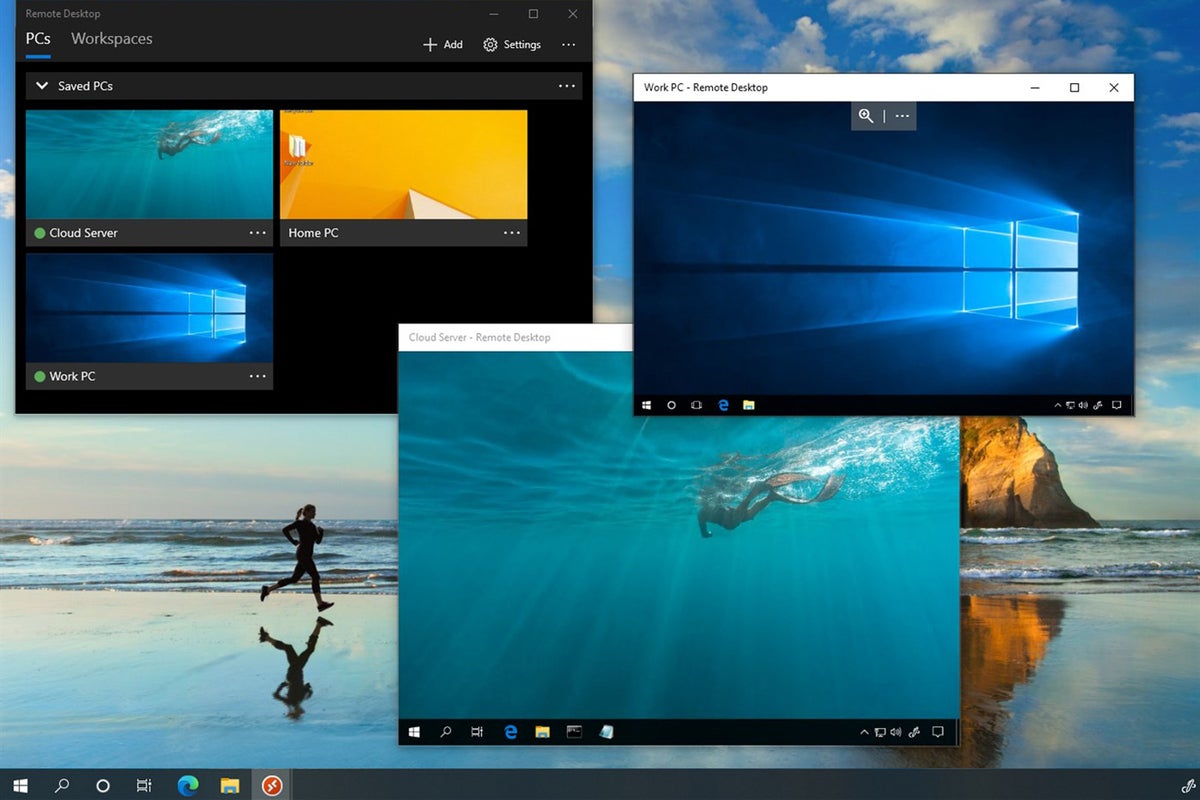 Remote Desktop
PCs Workspaces
Add Settings
Saved PCs
Cloud Server
Home PC
Work PC
Work PC - Remote Desktop
Cloud Server - Remote Desktop